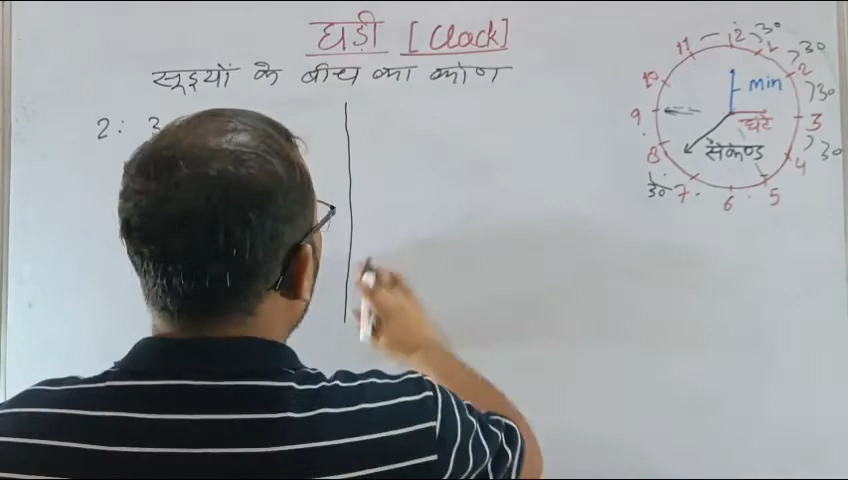 घड़ी [Clock]
सूइयों के बीच का कोण
2: 3
12 30
11 1 30
10 2 30
9 min 3
घंटे
8 सेकेण्ड 4 30
30 7 6 5